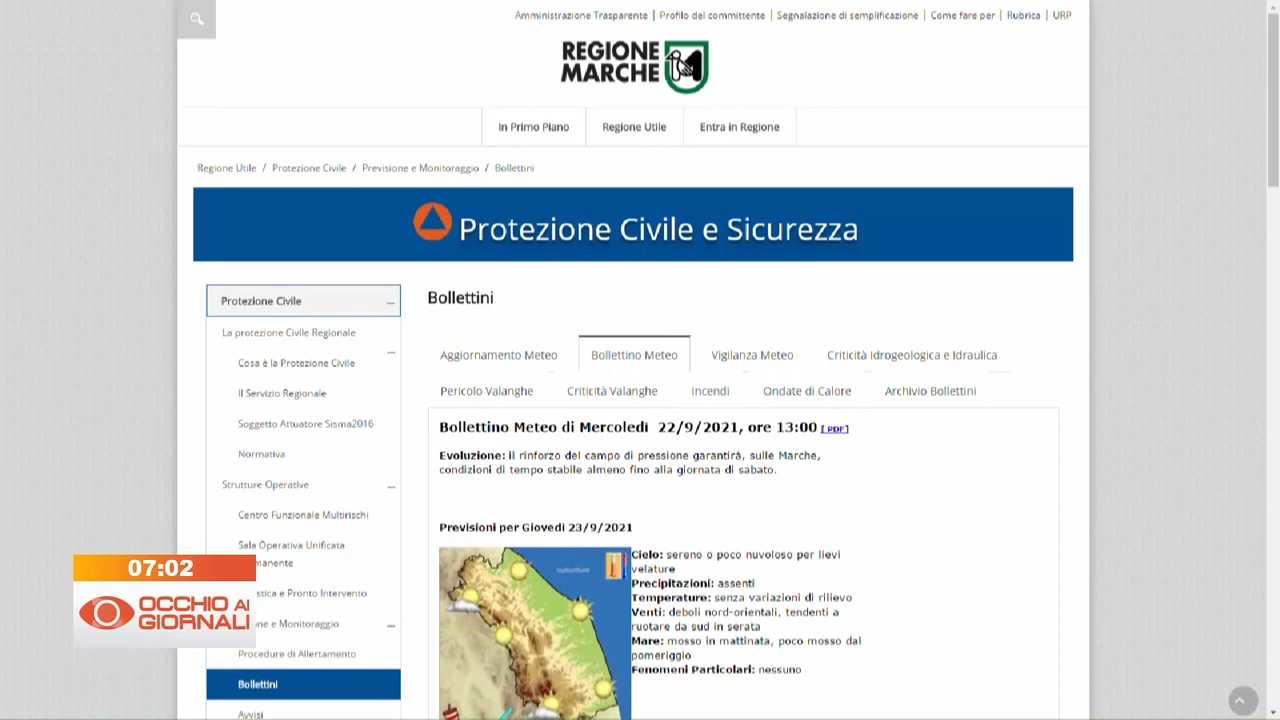 Amministrazione Trasparente | Profilo del committente | Segnalazione di semplificazione | Come fare per | Rubrica | URP
REGIONE
MARCHE
In Primo Piano
Regione Utile
Entra in Regione
Regione Utile / Protezione Civile / Previsione e Monitoraggio / Bollettini
Protezione Civile e Sicurezza
Protezione Civile
La protezione Civile Regionale
Cosa è la Protezione Civile
Il Servizio Regionale
Soggetto Attuatore Sisma2016
Normativa
Strutture Operative
Centro Funzionale Multirischi
Sala Operativa Unificata
manente
stica e Pronto Intervento
ne e Monitoraggio
Procedure di Allertamento
Bollettini
Avvisi
07:02
OCCHIO AI
GIORNALI
Bollettini
Aggiornamento Meteo
Bollettino Meteo
Vigilanza Meteo
Criticità Idrogeologica e Idraulica
Pericolo Valanghe
Criticità Valanghe
Incendi
Ondate di Calore
Archivio Bollettini
Bollettino Meteo di Mercoledì 22/9/2021, ore 13:00 [ PDF]
Evoluzione: il rinforzo del campo di pressione garantirà, sulle Marche,
condizioni di tempo stabile almeno fino alla giornata di sabato.
Previsioni per Giovedì 23/9/2021
Cielo: sereno o poco nuvoloso per lievi
velature
Precipitazioni: assenti
Temperature: senza variazioni di rilievo
Venti: deboli nord-orientali, tendenti a
ruotare da sud in serata
Mare: mosso in mattinata, poco mosso dal
pomeriggio
Fenomeni Particolari: nessuno